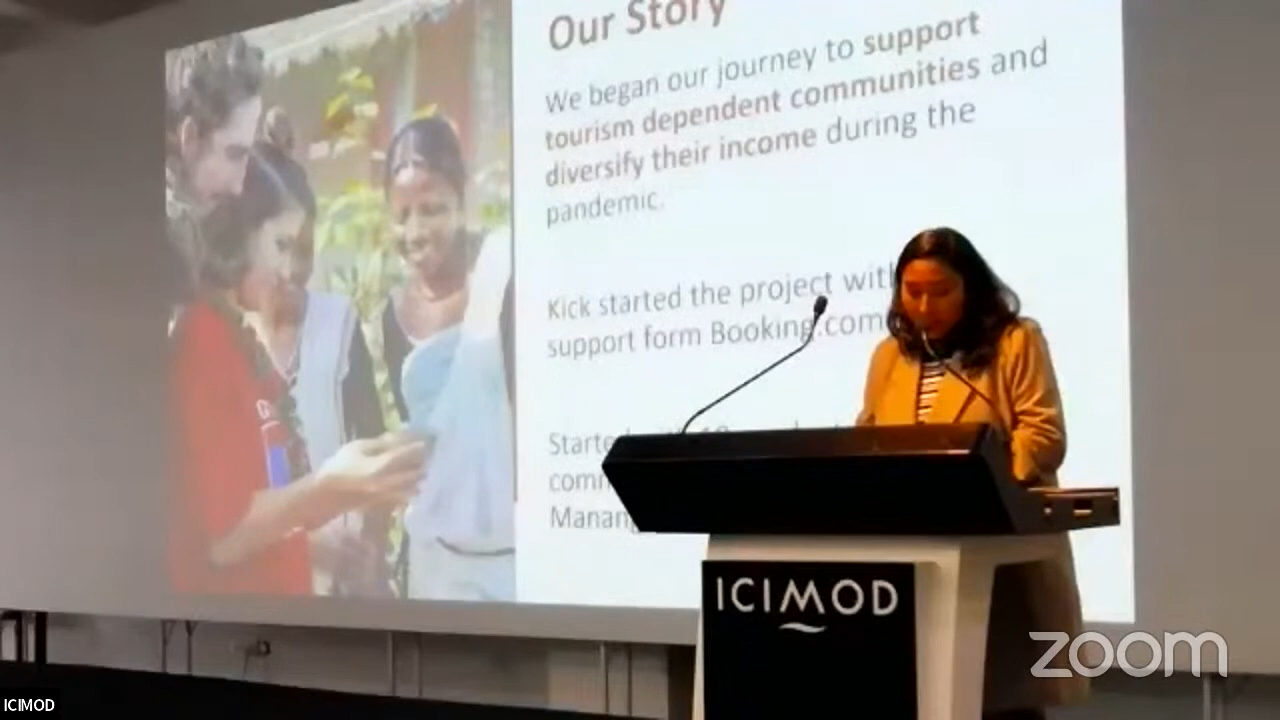 Our Story
We began our journey to support
tourism dependent communities and
diversify their income during the
pandemic.
Kick started the project with
support form Booking.com
ICIMOD
zoom
ICIMOD